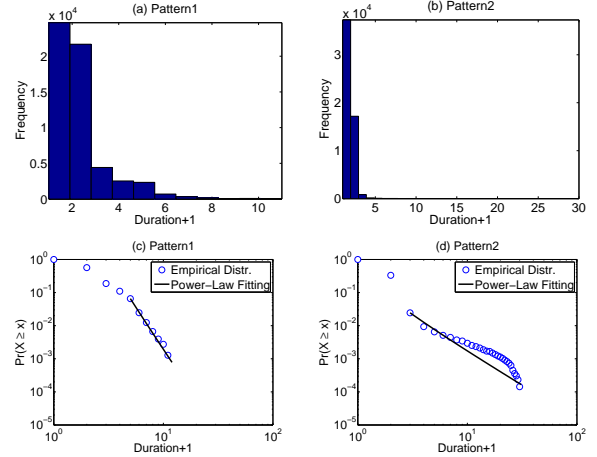 (a) Pattern1
x 10^4
2
1.5
1
0.5
0
Frequency
2 4 6 8 10
Duration+1
(b) Pattern2
x 10^4
3
2
1
0
Frequency
5 10 15 20 25 30
Duration+1
(c) Pattern1
Empirical Distr.
Power−Law Fitting
10^0
10^−1
10^−2
10^−3
10^−4
10^−5
Pr(X ≥ x)
10^0 10^1 10^2
Duration+1
(d) Pattern2
Empirical Distr.
Power−Law Fitting
10^0
10^−1
10^−2
10^−3
10^−4
10^−5
Pr(X ≥ x)
10^0 10^1 10^2
Duration+1